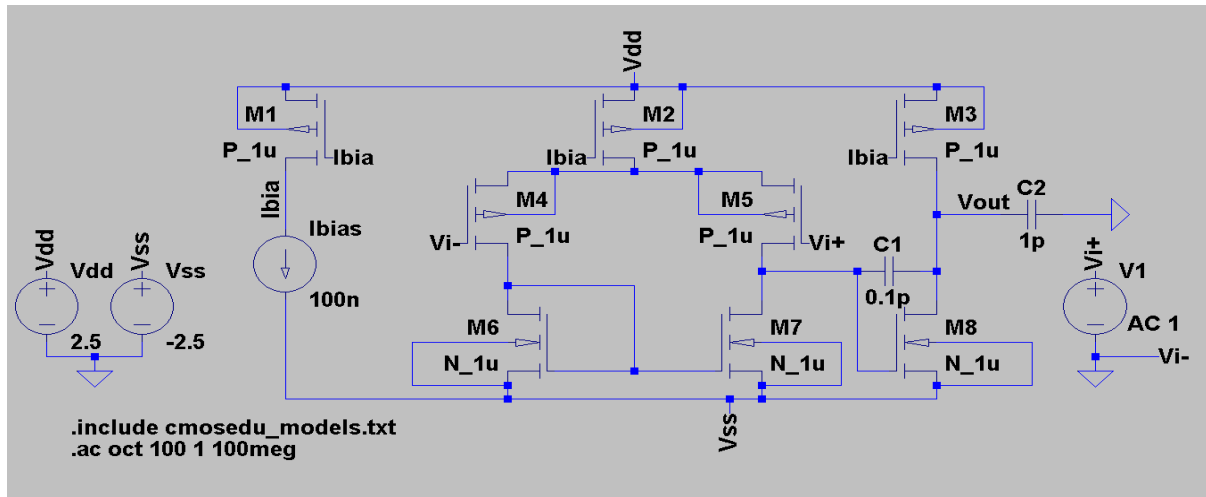 Vdd
M1
P_1u
Ibia
Ibia
Ibias
100n
M2
Ibia
P_1u
M3
Ibia
P_1u
M4
Vi-
P_1u
M5
P_1u
Vi+
Vout
C2
1p
C1
0.1p
Vdd
Vdd
2.5
Vss
Vss
-2.5
M6
N_1u
M7
N_1u
M8
N_1u
Vi+
V1
AC 1
Vi-
Vss
.include cmosedu_models.txt
.ac oct 100 1 100meg